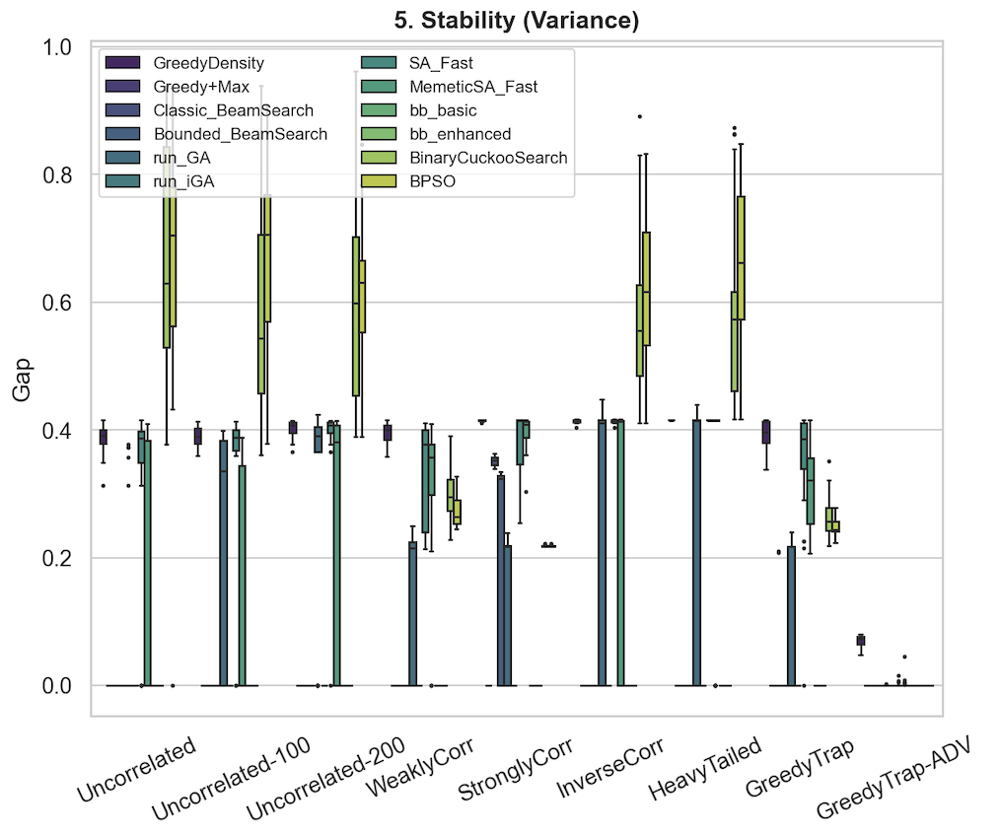 5. Stability (Variance)
GreedyDensity
Greedy+Max
Classic_BeamSearch
Bounded_BeamSearch
run_GA
run_iGA
SA_Fast
MemeticSA_Fast
bb_basic
bb_enhanced
BinaryCuckooSearch
BPSO
1.0
0.8
0.6
0.4
0.2
0.0
Gap
Uncorrelated
Uncorrelated-100
Uncorrelated-200
WeaklyCorr
StronglyCorr
InverseCorr
HeavyTailed
GreedyTrap
GreedyTrap-ADV